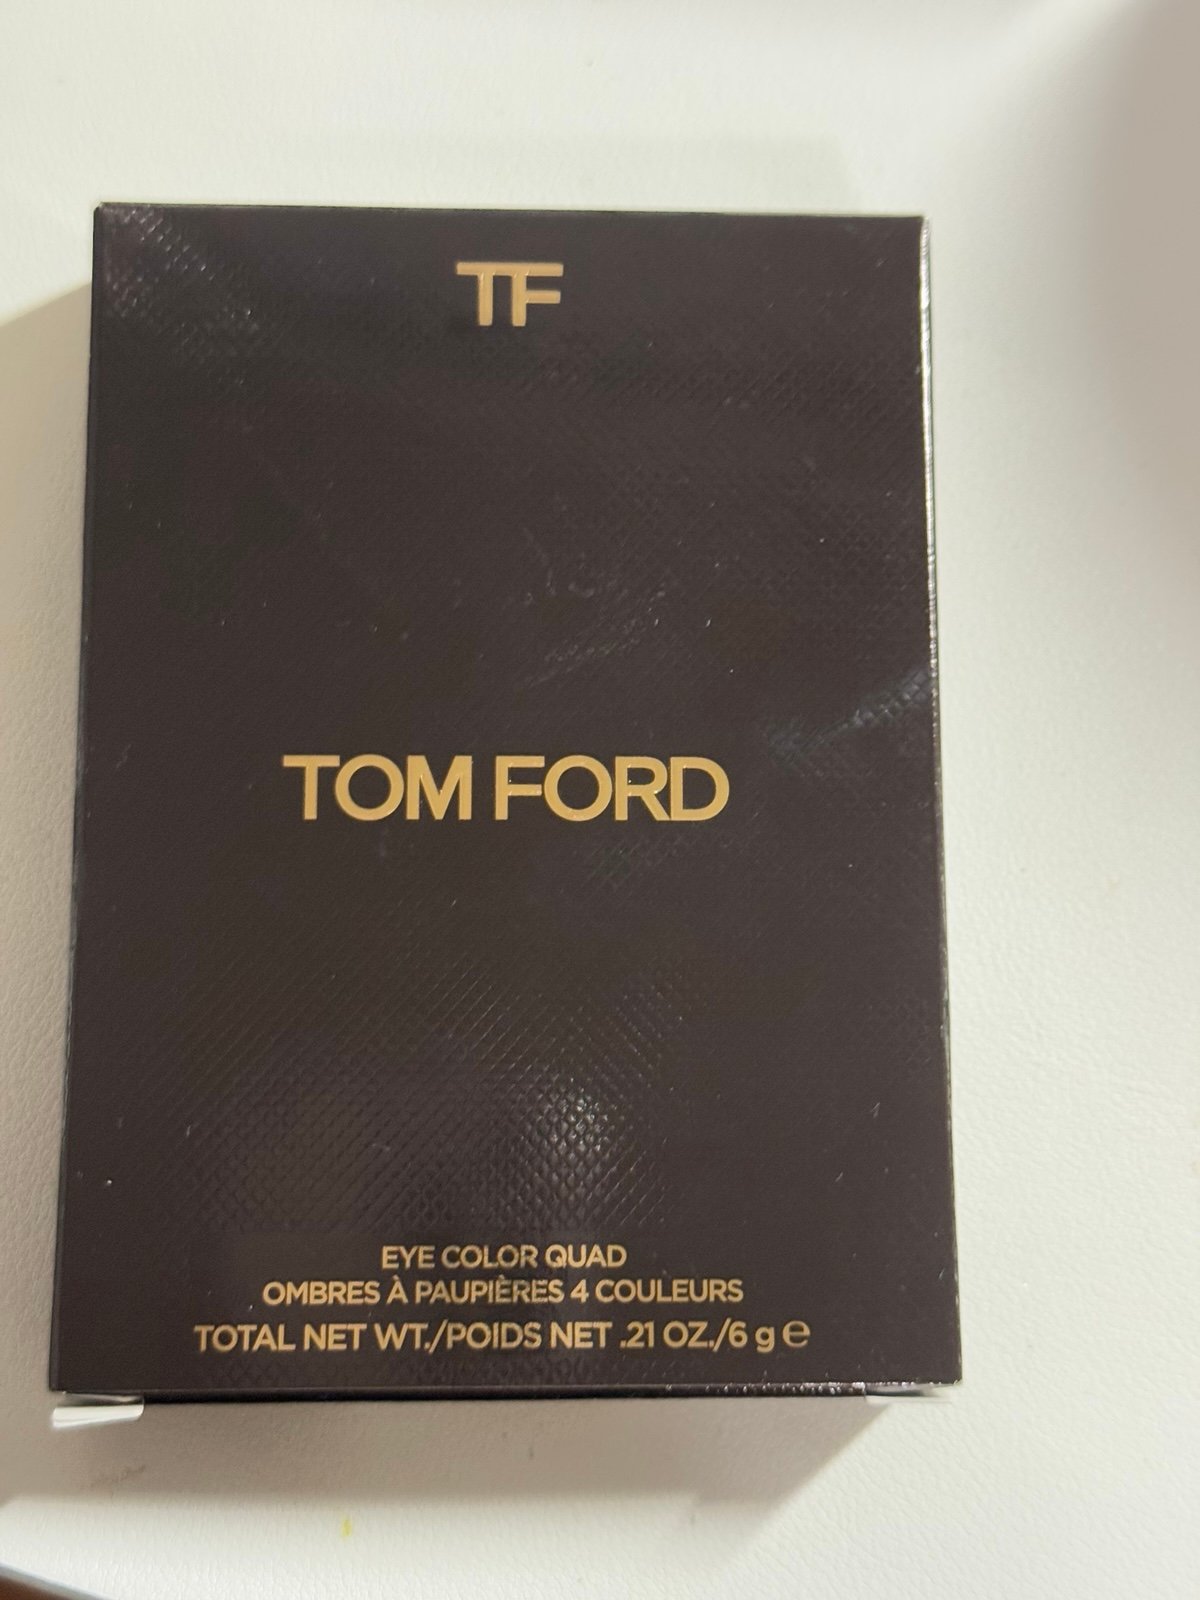 TF
TOM FORD
EYE COLOR QUAD
OMBRES À PAUPIÈRES 4 COULEURS
TOTAL NET WT./POIDS NET .21 OZ./6 g ℮